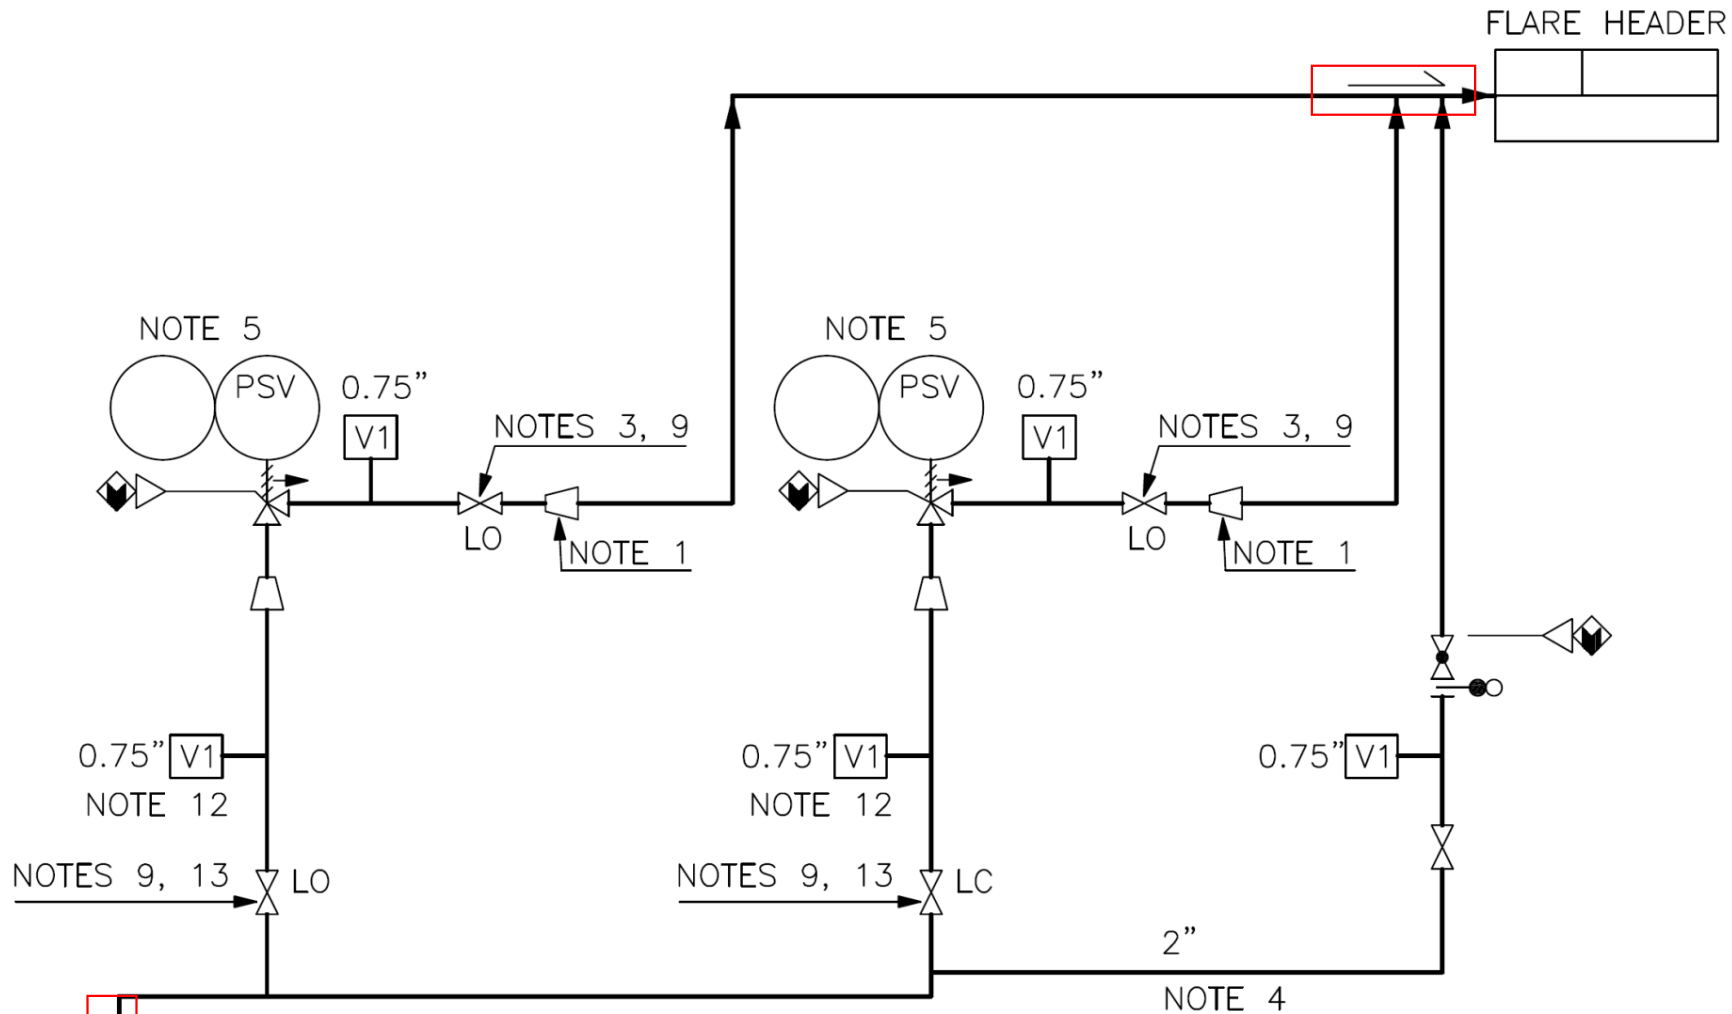 FLARE HEADER
NOTE 5
NOTE 5
PSV
0.75”
PSV
0.75”
V1
NOTES 3, 9
V1
NOTES 3, 9
LO
NOTE 1
LO
NOTE 1
0.75” V1
0.75” V1
0.75” V1
NOTE 12
NOTE 12
NOTES 9, 13
LO
NOTES 9, 13
LC
2”
NOTE 4